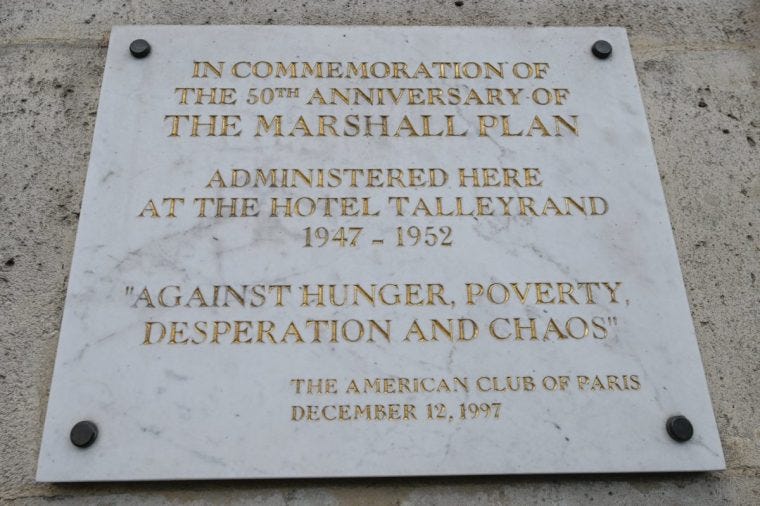 IN COMMEMORATION OF
THE 50TH ANNIVERSARY OF
THE MARSHALL PLAN
ADMINISTERED HERE
AT THE HOTEL TALLEYRAND
1947 - 1952
"AGAINST HUNGER, POVERTY,
DESPERATION AND CHAOS"
THE AMERICAN CLUB OF PARIS
DECEMBER 12, 1997